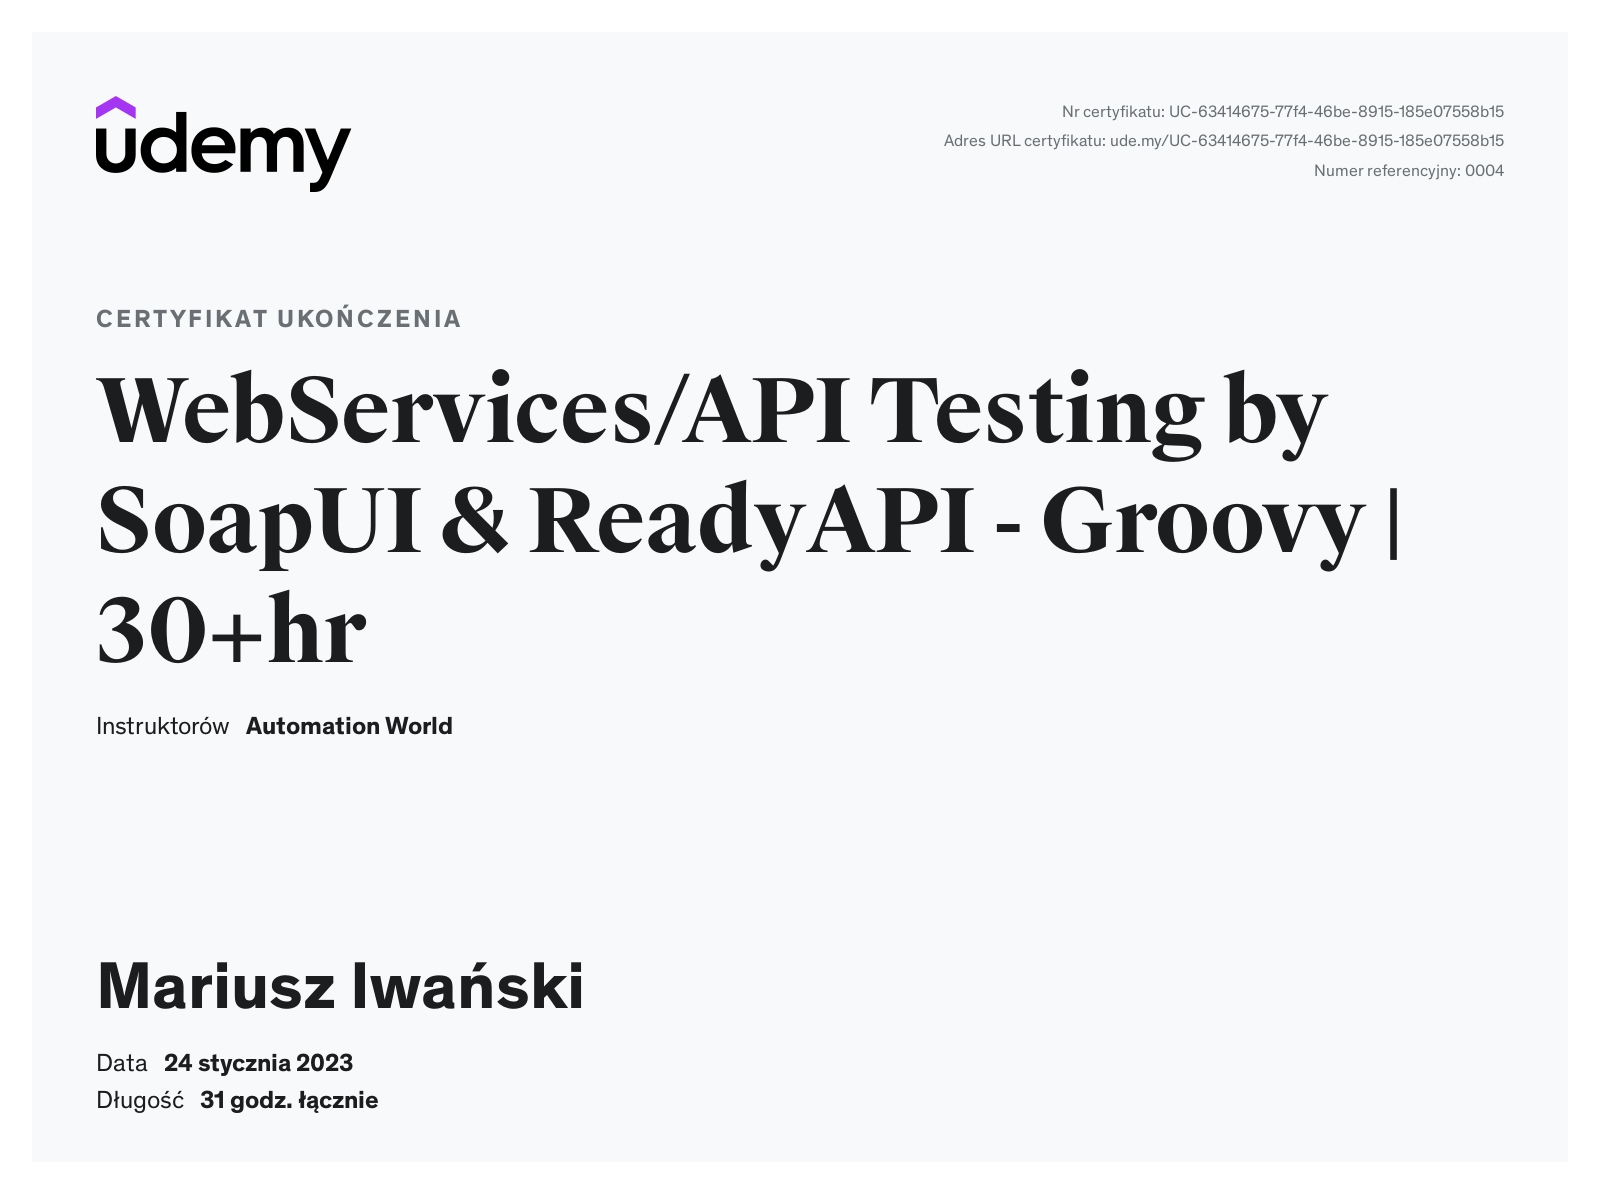 udemy
Nr certyfikatu: UC-63414675-77f4-46be-8915-185e07558b15
Adres URL certyfikatu: ude.my/UC-63414675-77f4-46be-8915-185e07558b15
Numer referencyjny: 0004
CERTYFIKAT UKOŃCZENIA
WebServices/API Testing by
SoapUI & ReadyAPI - Groovy |
30+hr
Instruktorów Automation World
Mariusz Iwański
Data 24 stycznia 2023
Długość 31 godz. łącznie